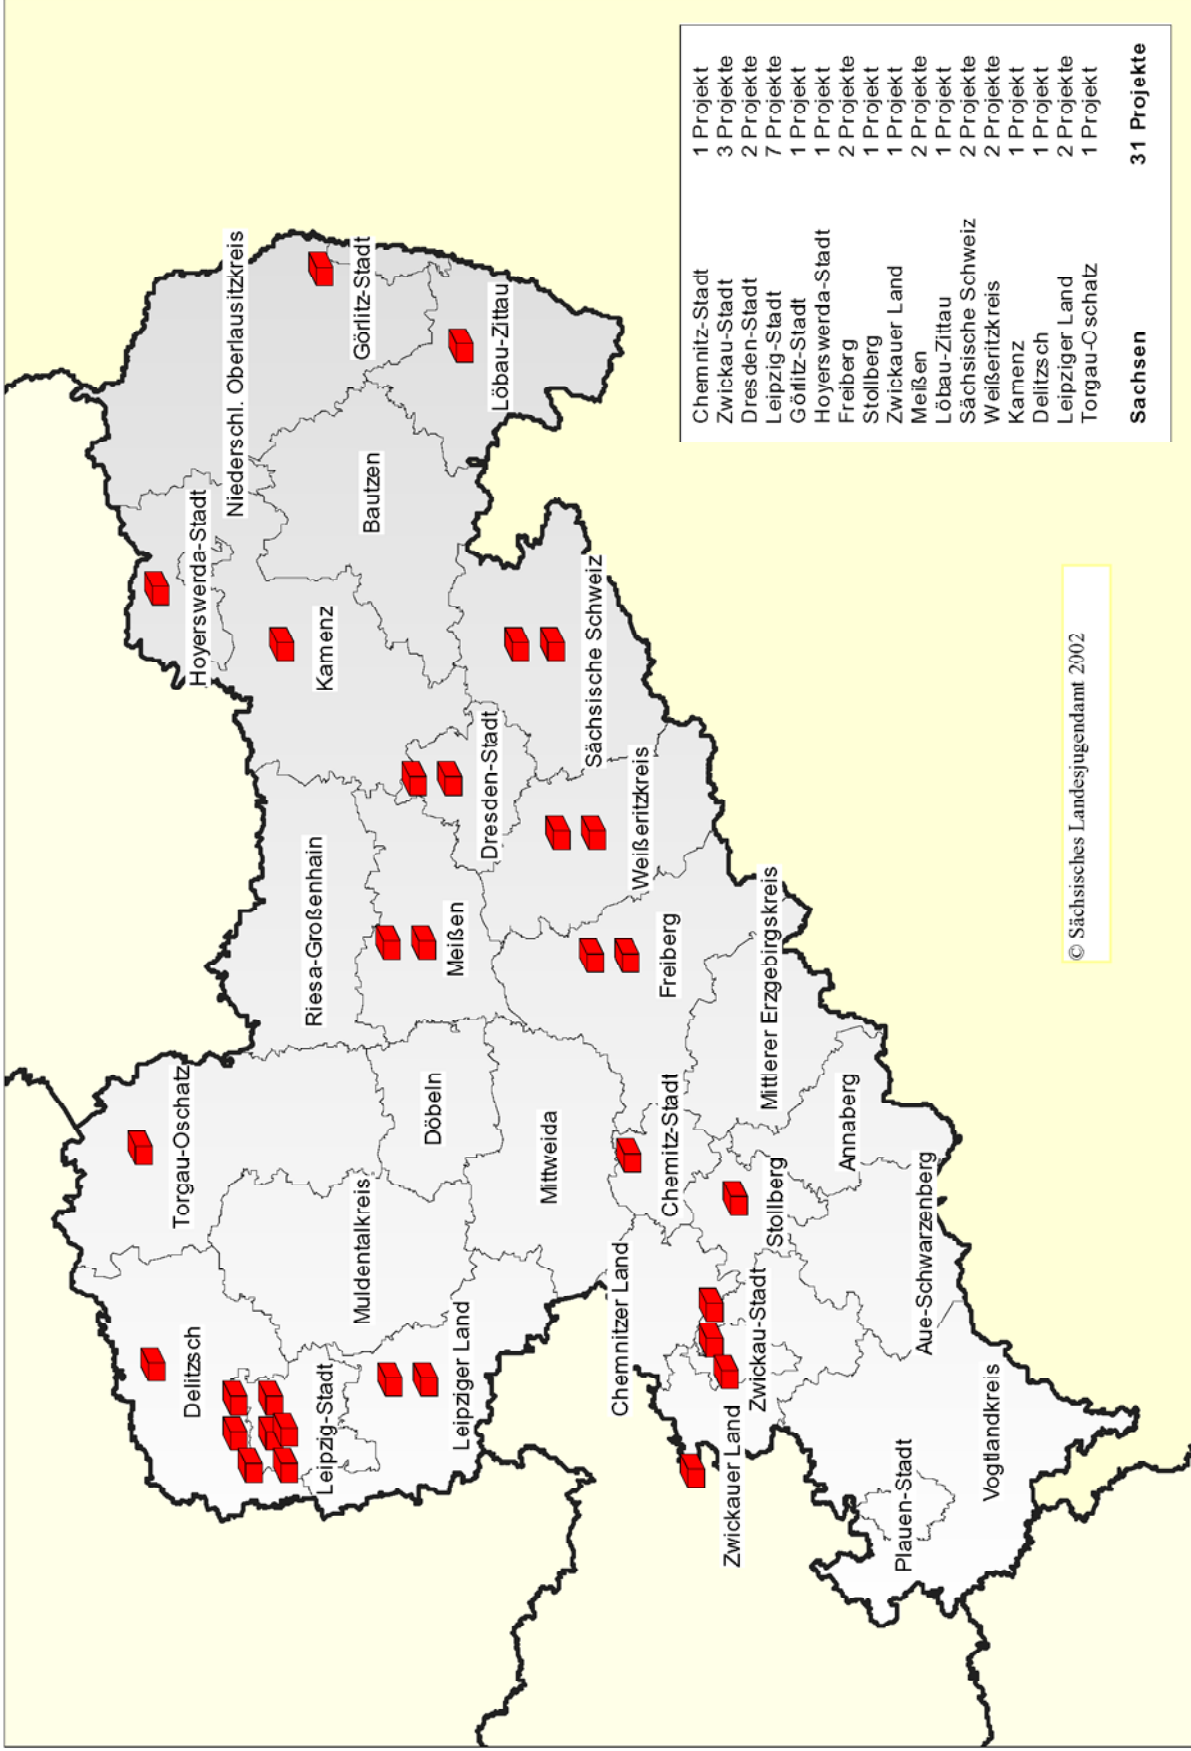 Niederschl. Oberlausitzkreis
Hoyerswerda-Stadt
Görlitz-Stadt
Löbau-Zittau
Bautzen
Kamenz
Sächsische Schweiz
Dresden-Stadt
Weißeritzkreis
Riesa-Großenhain
Meißen
Freiberg
Mittlerer Erzgebirgskreis
Torgau-Oschatz
Döbeln
Mittweida
Chemitz-Stadt
Annaberg
Stollberg
Aue-Schwarzenberg
Muldentalkreis
Delitzsch
Leipzig-Stadt
Leipziger Land
Chemnitzer Land
Zwickau-Stadt
Zwickauer Land
Plauen-Stadt
Vogtlandkreis
Chemnitz-Stadt 1 Projekt
Zwickau-Stadt 3 Projekte
Dresden-Stadt 2 Projekte
Leipzig-Stadt 7 Projekte
Görlitz-Stadt 1 Projekt
Hoyerswerda-Stadt 1 Projekt
Freiberg 2 Projekte
Stollberg 1 Projekt
Zwickauer Land 1 Projekt
Meißen 2 Projekte
Löbau-Zittau 1 Projekt
Sächsische Schweiz 2 Projekte
Weißeritzkreis 2 Projekte
Kamenz 1 Projekt
Delitzsch 1 Projekt
Leipziger Land 2 Projekte
Torgau-Oschatz 1 Projekt
Sachsen 31 Projekte
© Sächsisches Landesjugendamt 2002